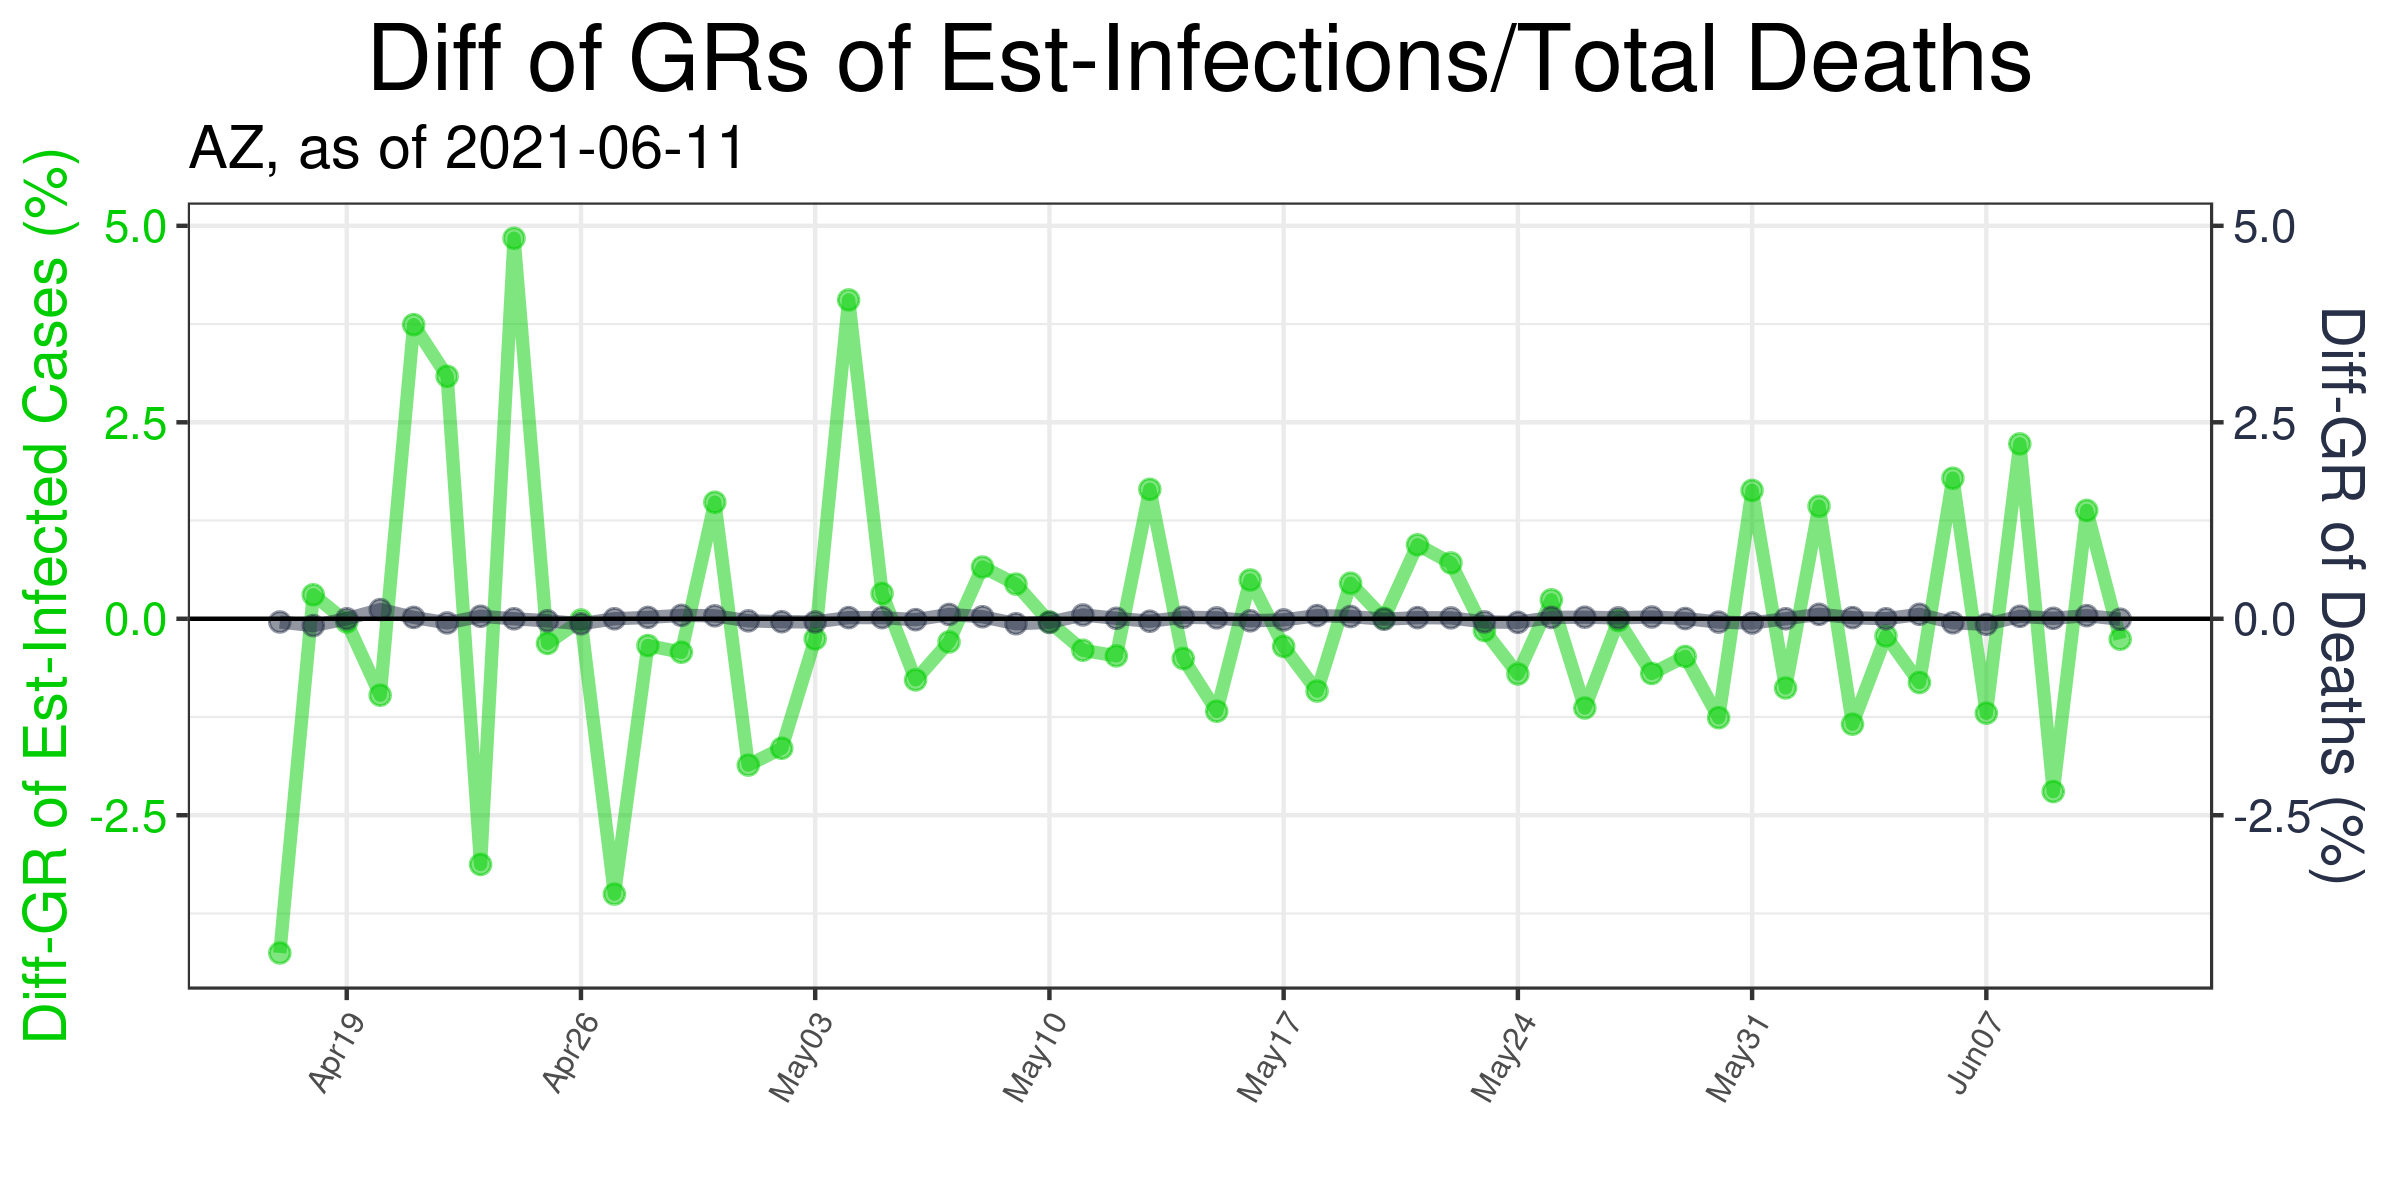 Diff of GRs of Est-Infections/Total Deaths
AZ, as of 2021-06-11
Diff-GR of Est-Infected Cases (%)
5.0
2.5
0.0
-2.5
5.0
2.5
0.0
-2.5
Diff-GR of Deaths (%)
Apr19
Apr26
May03
May10
May17
May24
May31
Jun07